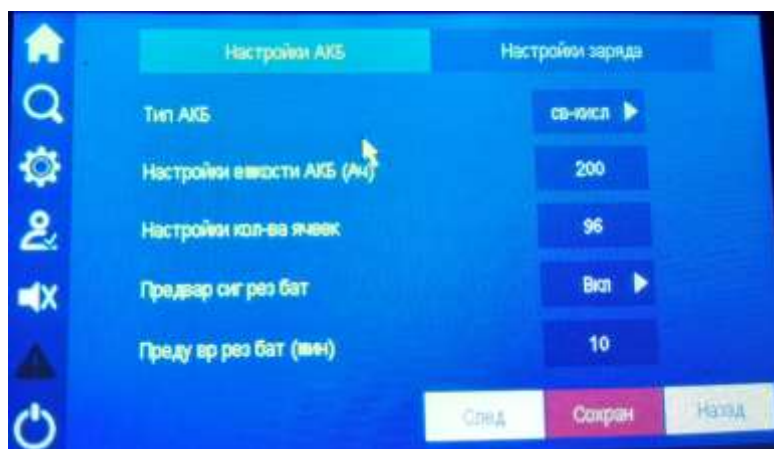 Настройки АКБ Настройки заряда
Тип АКБ св-кисл
Настройки емкости АКБ (Ач) 200
Настройки кол-ва ячеек 96
Предвар сиг рез бат Вкл
Преду вр рез бат (мин) 10
След Сохран Назад